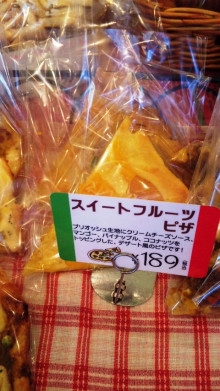 スイートフルーツ
ピザ
ブリオッシュ生地にクリームチーズソース、
マンゴー、パイナップル、ココナッツを
トッピングした、デザート風のピザです!
189